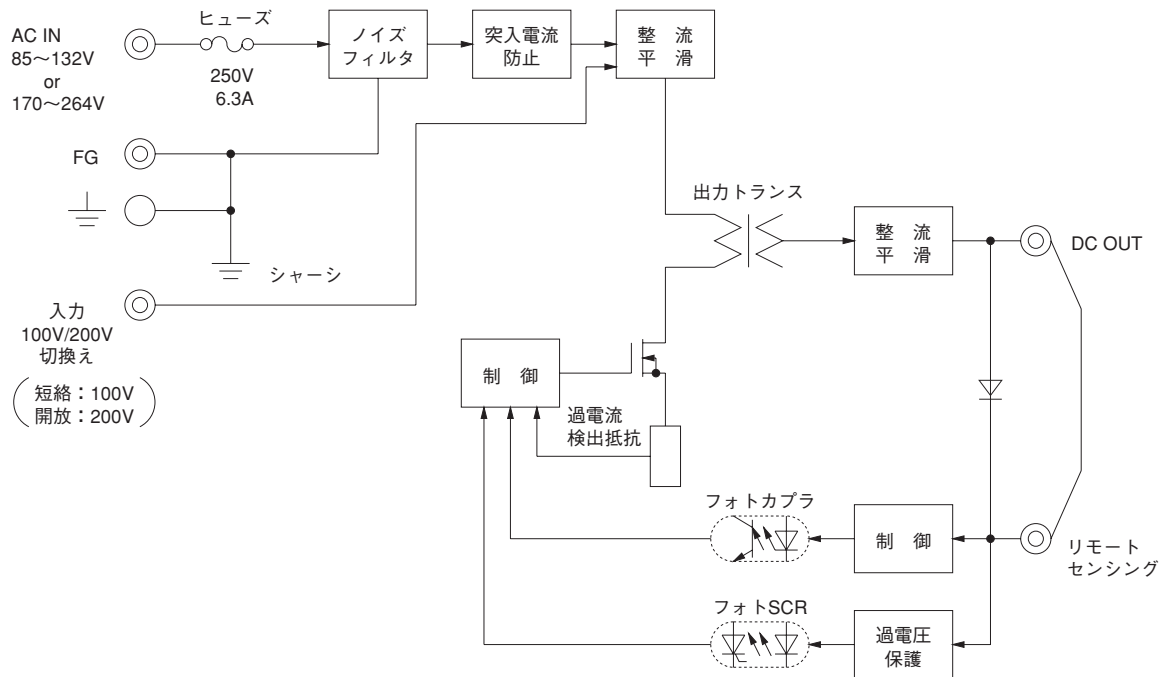 AC IN
85～132V
or
170～264V
ヒューズ
250V
6.3A
ノイズ
フィルタ
突入電流
防止
整 流
平 滑
FG
シャーシ
入力
100V/200V
切換え
短絡：100V
開放：200V
出力トランス
整 流
平 滑
DC OUT
制 御
過電流
検出抵抗
フォトカプラ
制 御
リモート
センシング
フォトSCR
過電圧
保護